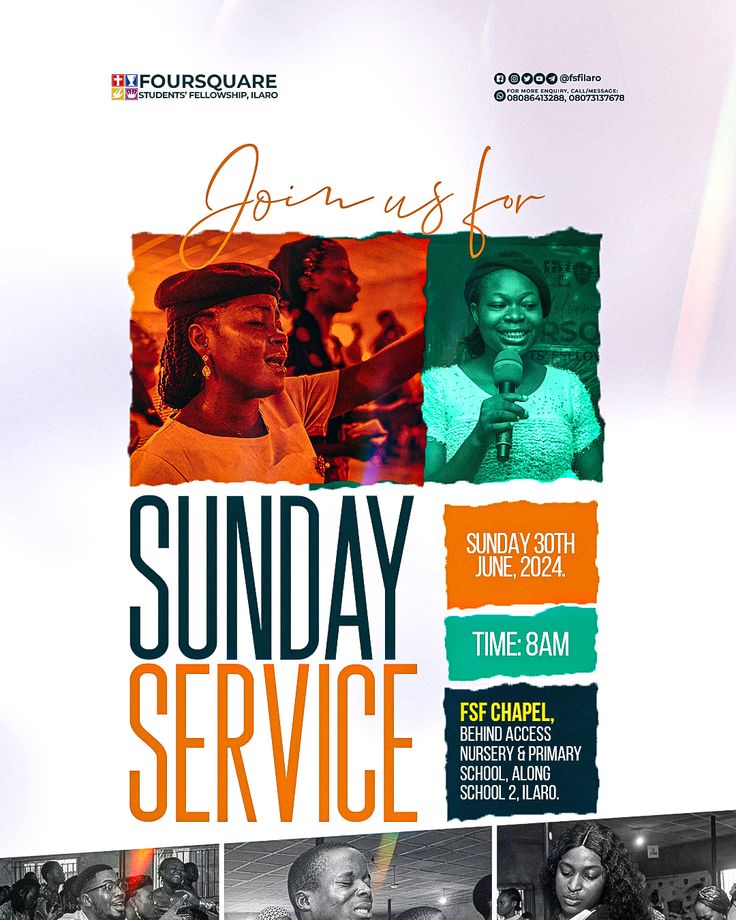 FOURSQUARE
STUDENTS' FELLOWSHIP, ILARO
@fsfilaro
FOR MORE ENQUIRY, CALL/MESSAGE:
08086413288, 08073137678
Join us for
SUNDAY
SERVICE
SUNDAY 30TH
JUNE, 2024.
TIME: 8AM
FSF CHAPEL,
BEHIND ACCESS
NURSERY & PRIMARY
SCHOOL, ALONG
SCHOOL 2, ILARO.